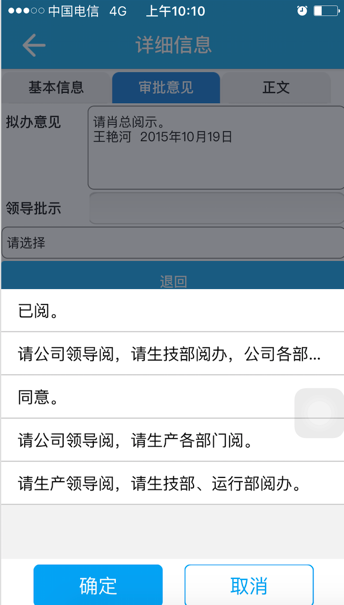 中国电信 4G 上午10:10
详细信息
基本信息 审批意见 正文
拟办意见
请肖总阅示。
王艳河 2015年10月19日
领导批示
请选择
退回
已阅。
请公司领导阅，请生技部阅办，公司各部...
同意。
请公司领导阅，请生产各部门阅。
请生产领导阅，请生技部、运行部阅办。
确定 取消